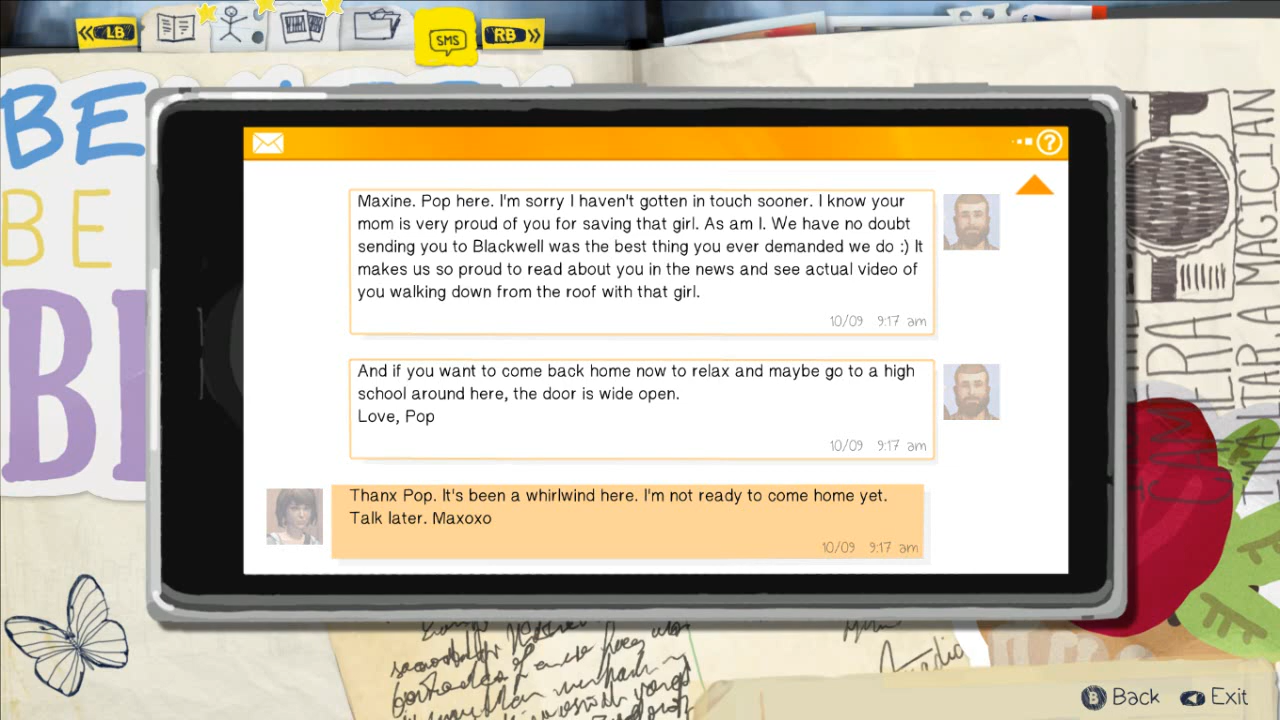 LB
SMS
RB
BE
BE
Maxine. Pop here. I'm sorry I haven't gotten in touch sooner. I know your
mom is very proud of you for saving that girl. As am I. We have no doubt
sending you to Blackwell was the best thing you ever demanded we do :) It
makes us so proud to read about you in the news and see actual video of
you walking down from the roof with that girl.
10/09 9:17 am
And if you want to come back home now to relax and maybe go to a high
school around here, the door is wide open.
Love, Pop
10/09 9:17 am
Thanx Pop. It's been a whirlwind here. I'm not ready to come home yet.
Talk later. Maxoxo
10/09 9:17 am
CAMERA
MAGICIAN
B Back
Exit